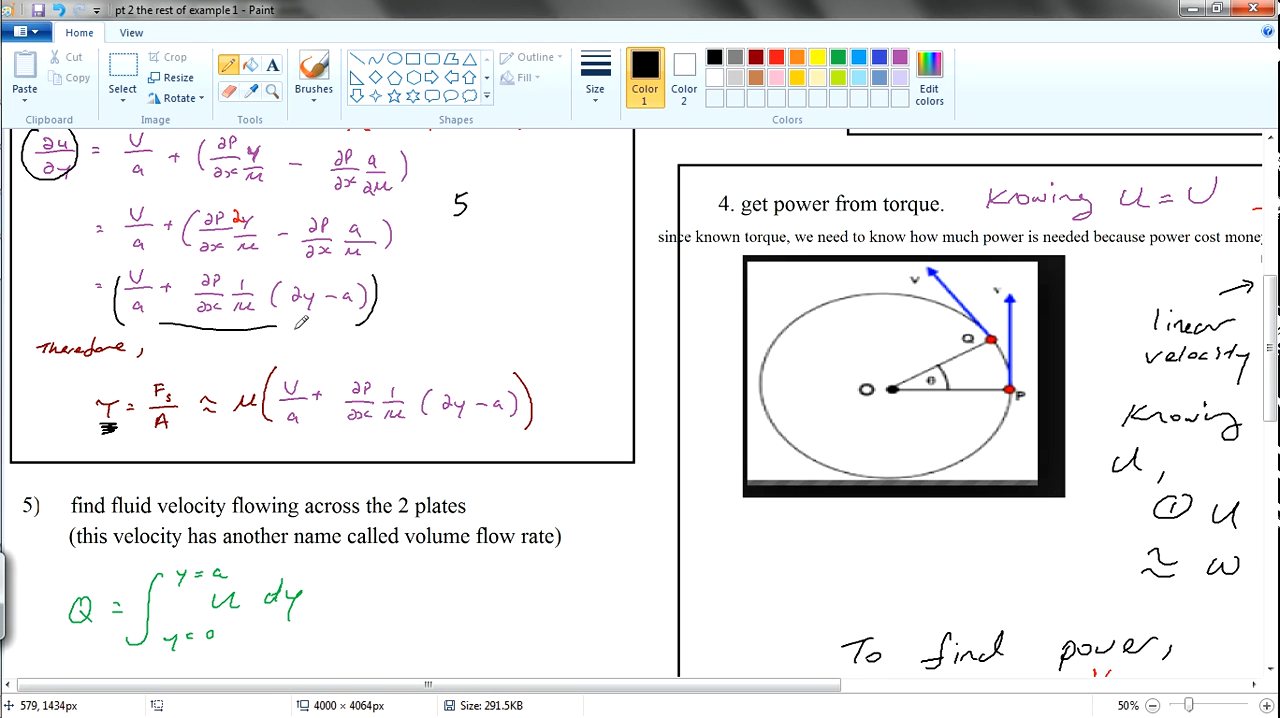 pt 2 the rest of example 1 - Paint
Home
View
Paste
Cut
Copy
Clipboard
Select
Crop
Resize
Rotate
Image
A
Tools
Brushes
Shapes
Outline
Fill
Size
Color 1
Color 2
Edit colors
Colors
∂u/∂y = V/a + (∂P/∂x y/μ − ∂P/∂x a/2μ)
= V/a + (∂P/∂x 2y/μ − ∂P/∂x a/μ)
5
= (V/a + ∂P/∂x 1/μ (2y − a))
Therefore,
τ = Fs/A ≈ μ(V/a + ∂P/∂x 1/μ (2y − a))
5) find fluid velocity flowing across the 2 plates
(this velocity has another name called volume flow rate)
Q = ∫ y=a y=0 u dy
4. get power from torque. Knowing u = U
since known torque, we need to know how much power is needed because power cost mone
v
v
Q
O
θ
P
linear
velocity
Knowing
u,
① u
≈ ω
To find power,
579, 1434px
4000 × 4064px
Size: 291.5KB
50%